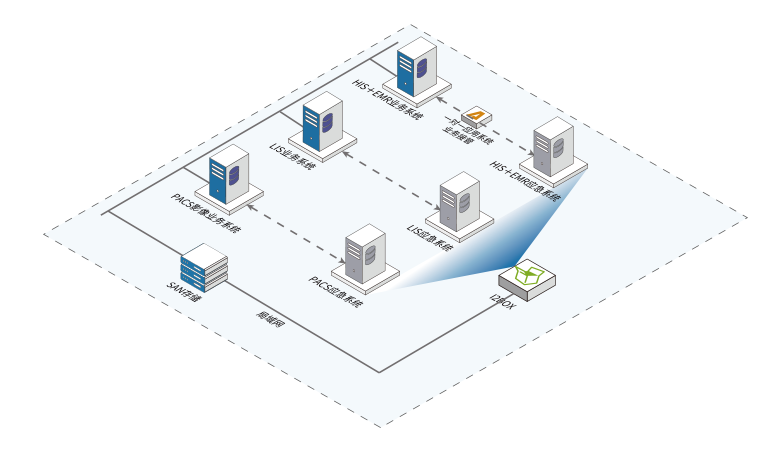 HIS+EMR业务系统
一对一应用系统
业务接管
LIS业务系统
HIS+EMR应急系统
PACS影像业务系统
LIS应急系统
PACS应急系统
SAN存储
I2BOX
局域网